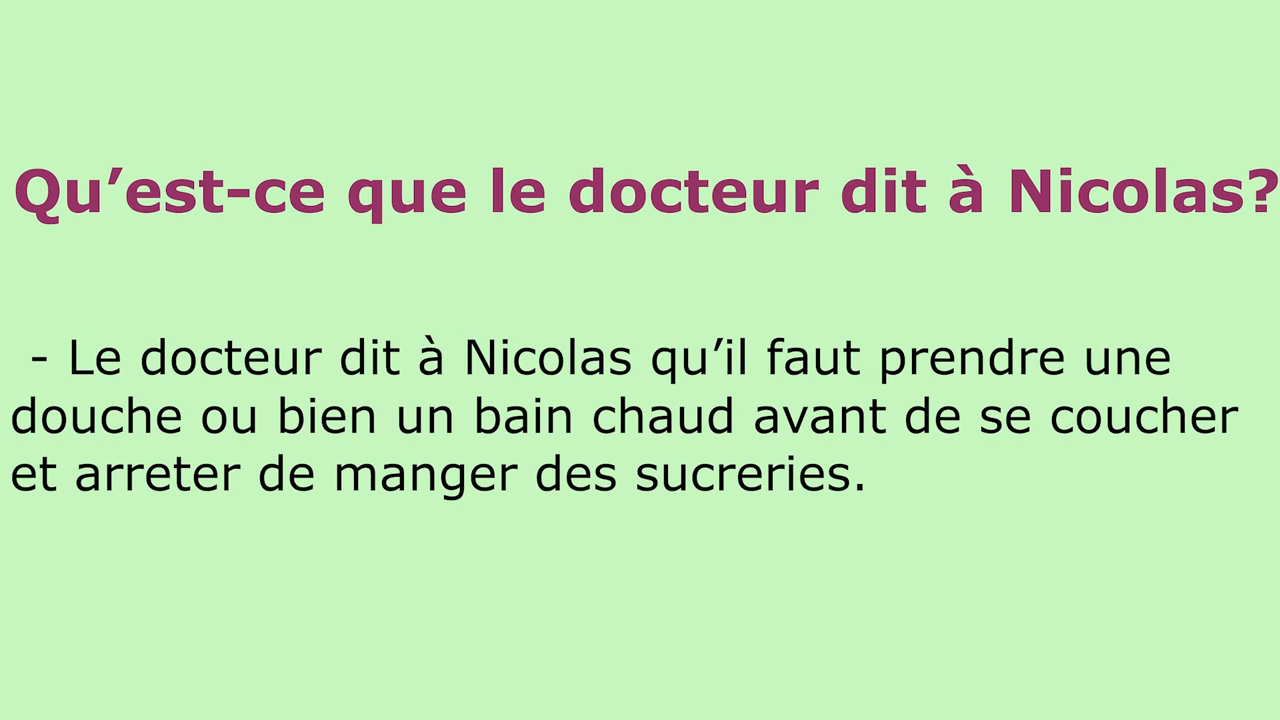 Qu’est-ce que le docteur dit à Nicolas?
- Le docteur dit à Nicolas qu’il faut prendre une
douche ou bien un bain chaud avant de se coucher
et arreter de manger des sucreries.